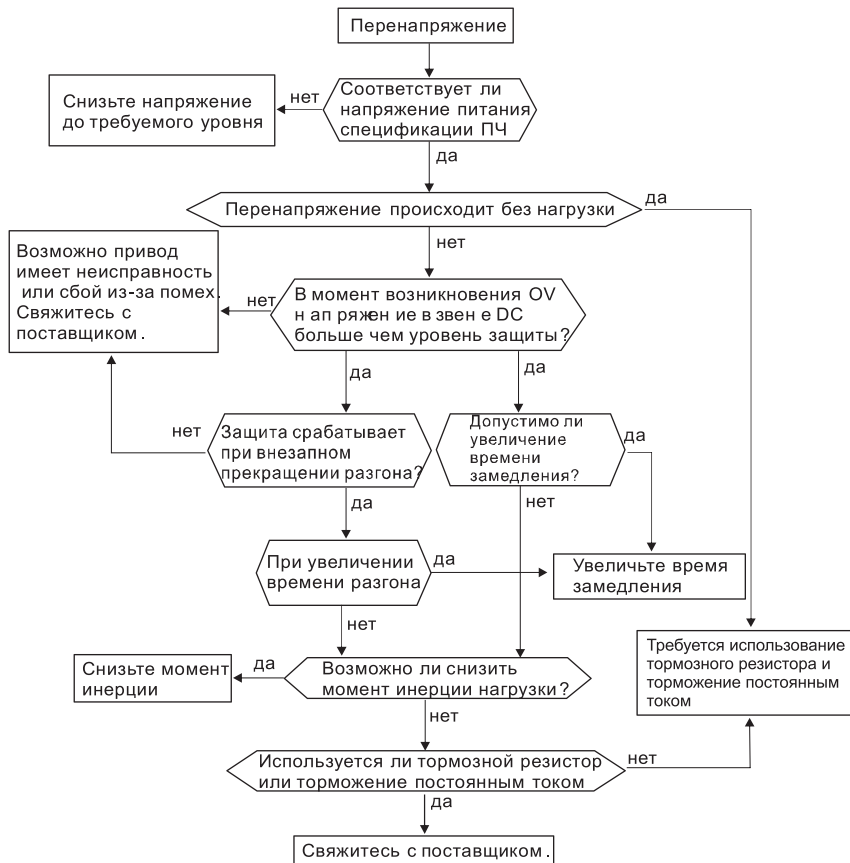 Перенапряжение
Соответствует ли
напряжение питания
спецификации ПЧ
нет
Снизьте напряжение
до требуемого уровня
да
Перенапряжение происходит без нагрузки
да
нет
Возможно привод
имеет неисправность
или сбой из-за помех.
Свяжитесь с
поставщиком.
нет
В момент возникновения OV
напряжение в звене DC
больше чем уровень защиты?
да
да
нет
Защита срабатывает
при внезапном
прекращении разгона?
Допустимо ли
увеличение
времени
замедления?
да
да
нет
При увеличении
времени разгона
да
Увеличьте время
замедления
нет
Требуется использование
тормозного резистора и
торможение постоянным
током
Снизьте момент
инерции
да
Возможно ли снизить
момент инерции нагрузки?
нет
Используется ли тормозной резистор
или торможение постоянным током
нет
да
Свяжитесь с поставщиком.